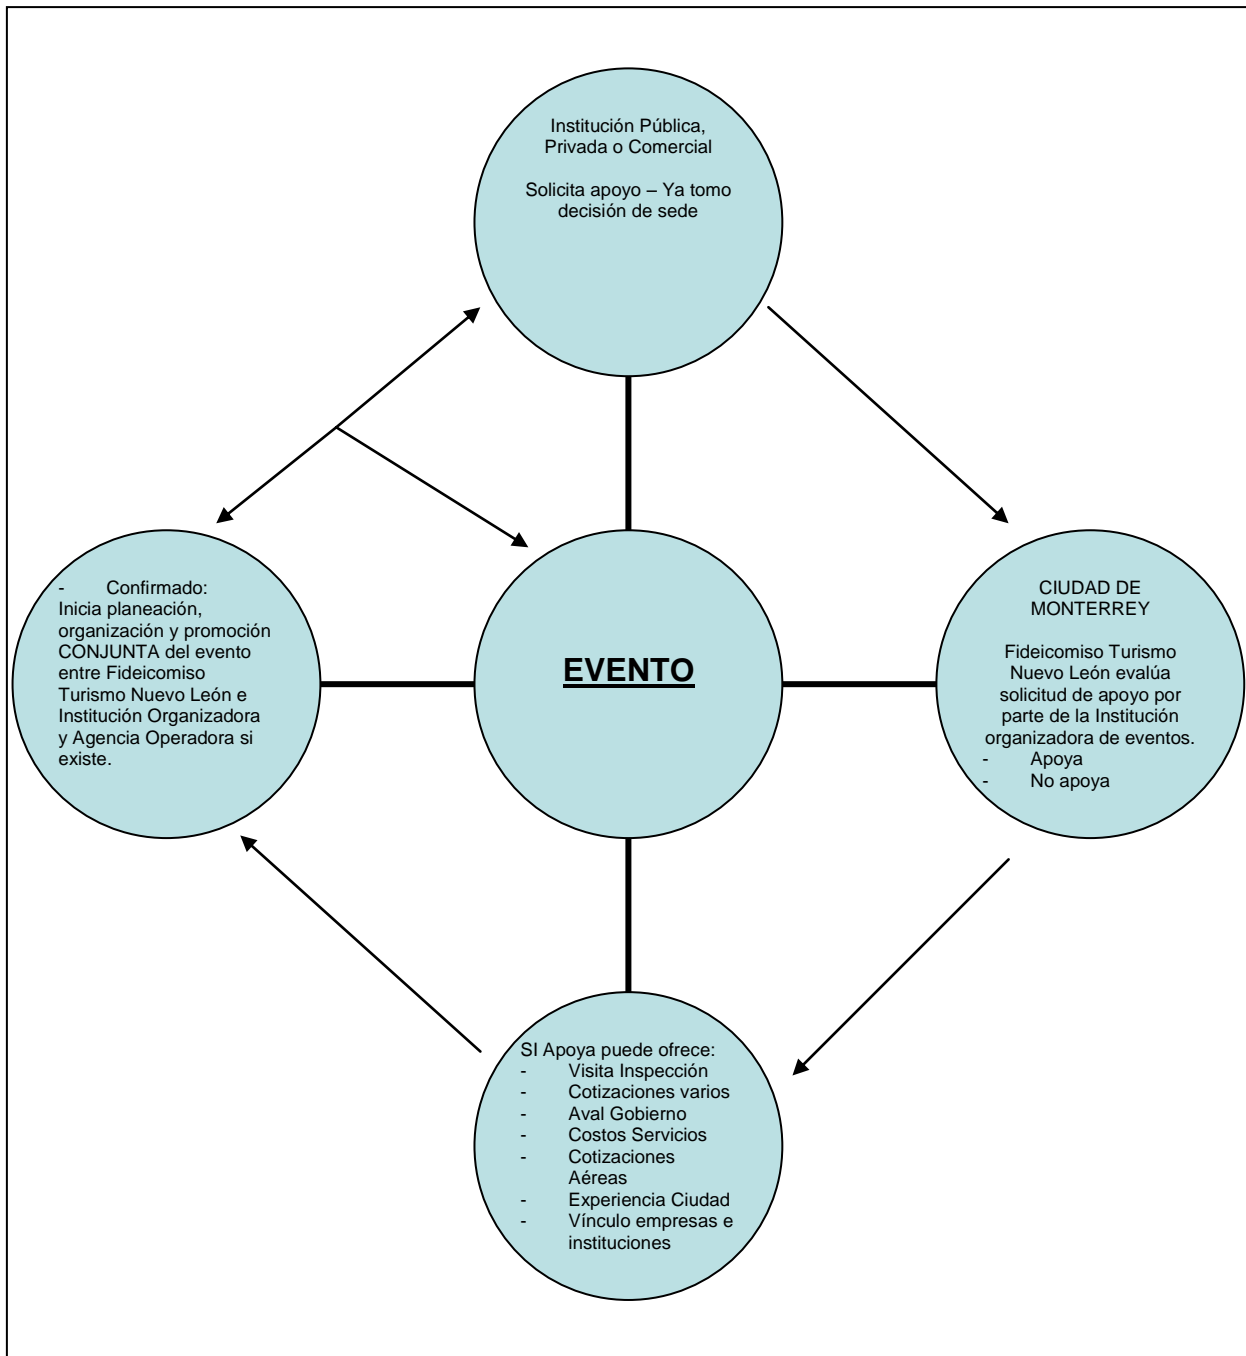 Institución Pública,
Privada o Comercial
Solicita apoyo – Ya tomo
decisión de sede
- Confirmado:
Inicia planeación,
organización y promoción
CONJUNTA del evento
entre Fideicomiso
Turismo Nuevo León e
Institución Organizadora
y Agencia Operadora si
existe.
EVENTO
CIUDAD DE
MONTERREY
Fideicomiso Turismo
Nuevo León evalúa
solicitud de apoyo por
parte de la Institución
organizadora de eventos.
- Apoya
- No apoya
SI Apoya puede ofrece:
- Visita Inspección
- Cotizaciones varios
- Aval Gobierno
- Costos Servicios
- Cotizaciones
Aéreas
- Experiencia Ciudad
- Vínculo empresas e
instituciones